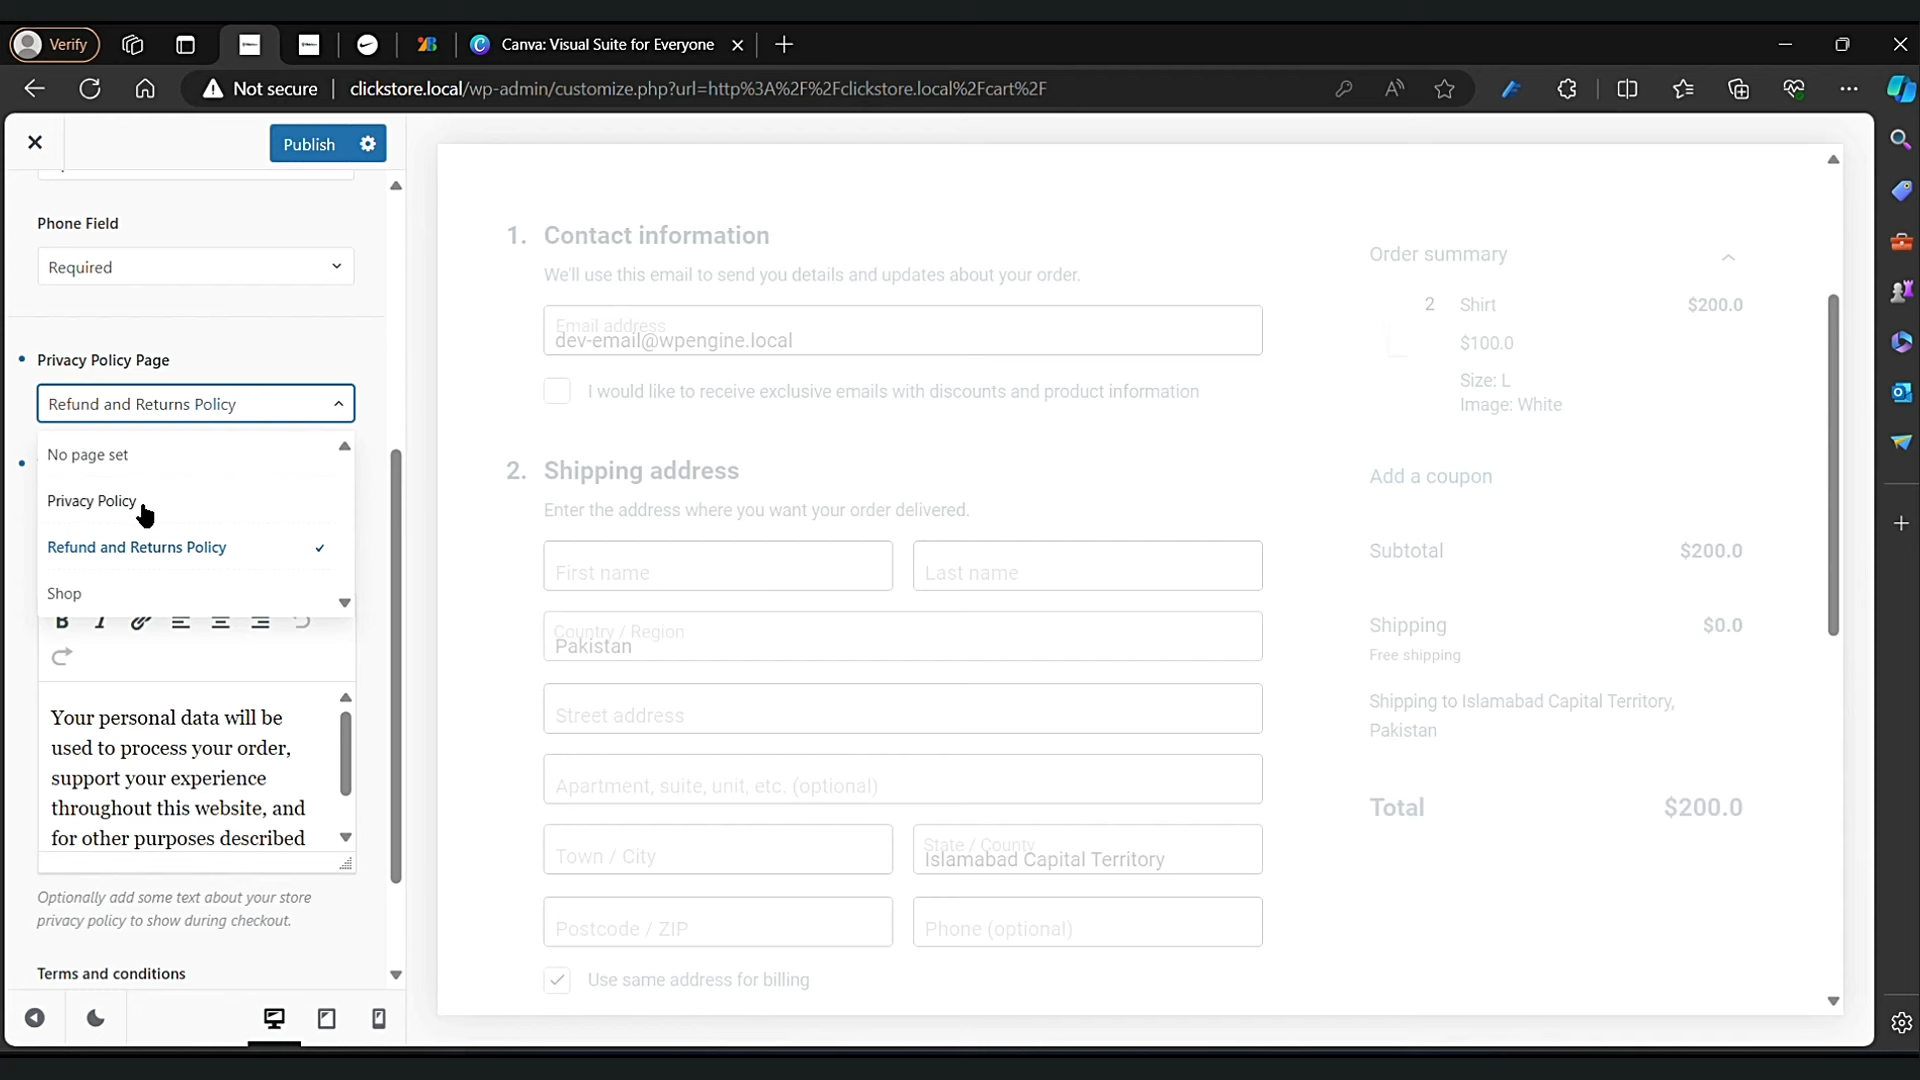 Verify
Canva: Visual Suite for Everyone
Not secure
clickstore.local/wp-admin/customize.php?url=http%3A%2F%2Fclickstore.local%2Fcart%2F
Publish
Phone Field
Required
Privacy Policy Page
Refund and Returns Policy
No page set
Privacy Policy
Refund and Returns Policy
Shop
B I
Your personal data will be
used to process your order,
support your experience
throughout this website, and
for other purposes described
Optionally add some text about your store
privacy policy to show during checkout.
Terms and conditions
1. Contact information
We'll use this email to send you details and updates about your order.
Email address
dev-email@wpengine.local
I would like to receive exclusive emails with discounts and product information
2. Shipping address
Enter the address where you want your order delivered.
First name
Last name
Country / Region
Pakistan
Street address
Apartment, suite, unit, etc. (optional)
Town / City
State / County
Islamabad Capital Territory
Postcode / ZIP
Phone (optional)
Use same address for billing
Order summary
2 Shirt $200.0
$100.0
Size: L
Image: White
Add a coupon
Subtotal $200.0
Shipping $0.0
Free shipping
Shipping to Islamabad Capital Territory,
Pakistan
Total $200.0